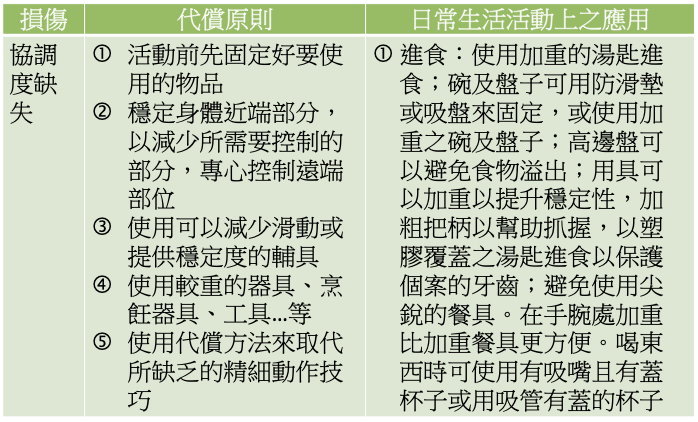 損傷
代償原則
日常生活活動上之應用
協調
度缺
失
① 活動前先固定好要使
用的物品
② 穩定身體近端部分，
以減少所需要控制的
部分，專心控制遠端
部位
③ 使用可以減少滑動或
提供穩定度的輔具
④ 使用較重的器具、烹
飪器具、工具...等
⑤ 使用代償方法來取代
所缺乏的精細動作技
巧
① 進食：使用加重的湯匙進
食；碗及盤子可用防滑墊
或吸盤來固定，或使用加
重之碗及盤子；高邊盤可
以避免食物溢出；用具可
以加重以提升穩定性，加
粗把柄以幫助抓握，以塑
膠覆蓋之湯匙進食以保護
個案的牙齒；避免使用尖
銳的餐具。在手腕處加重
比加重餐具更方便。喝東
西時可使用有吸嘴且有蓋
杯子或用吸管有蓋的杯子